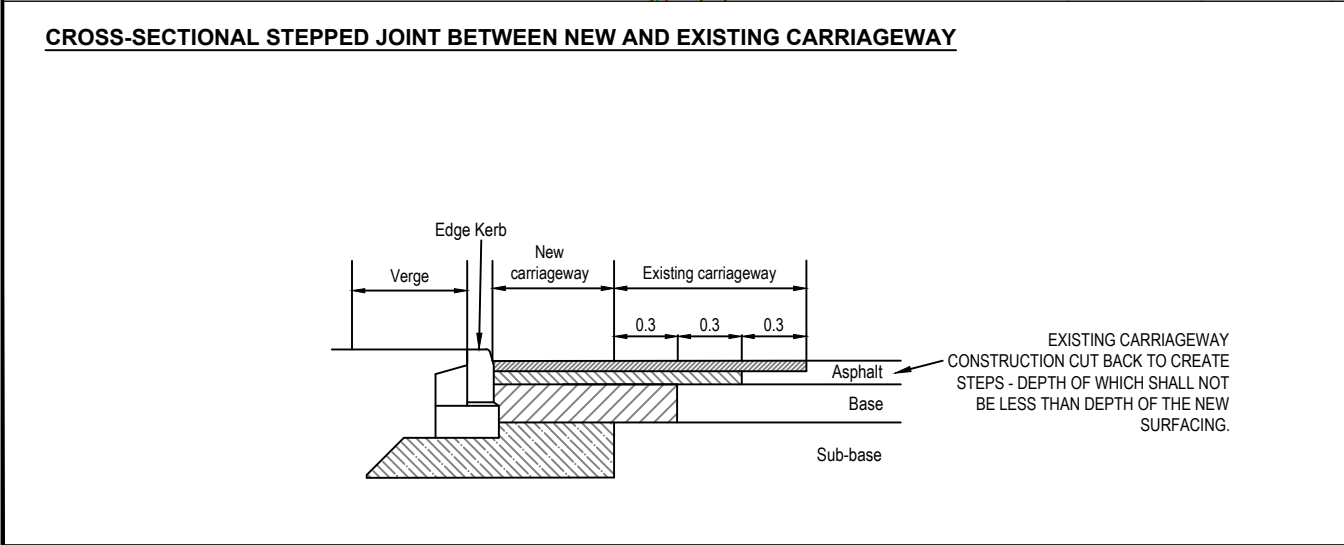 CROSS-SECTIONAL STEPPED JOINT BETWEEN NEW AND EXISTING CARRIAGEWAY
Edge Kerb
Verge
New
carriageway
Existing carriageway
0.3 0.3 0.3
Asphalt
Base
Sub-base
EXISTING CARRIAGEWAY
CONSTRUCTION CUT BACK TO CREATE
STEPS - DEPTH OF WHICH SHALL NOT
BE LESS THAN DEPTH OF THE NEW
SURFACING.